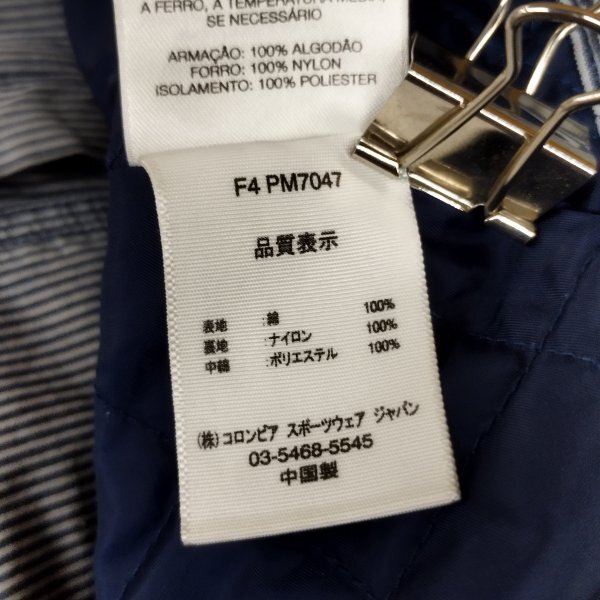 A FERRO, A TEMPERATURA MÉDIA,
SE NECESSÁRIO
ARMAÇÃO: 100% ALGODÃO
FORRO: 100% NYLON
ISOLAMENTO: 100% POLIESTER
F4 PM7047
品質表示
表地 :綿 100%
裏地 :ナイロン 100%
中綿 :ポリエステル 100%
(株)コロンビア スポーツウェア ジャパン
03-5468-5545
中国製